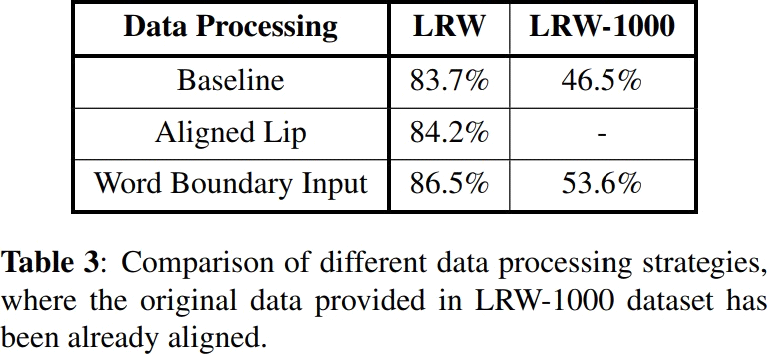 Data Processing LRW LRW-1000
Baseline 83.7% 46.5%
Aligned Lip 84.2% -
Word Boundary Input 86.5% 53.6%
Table 3: Comparison of different data processing strategies,
where the original data provided in LRW-1000 dataset has
been already aligned.